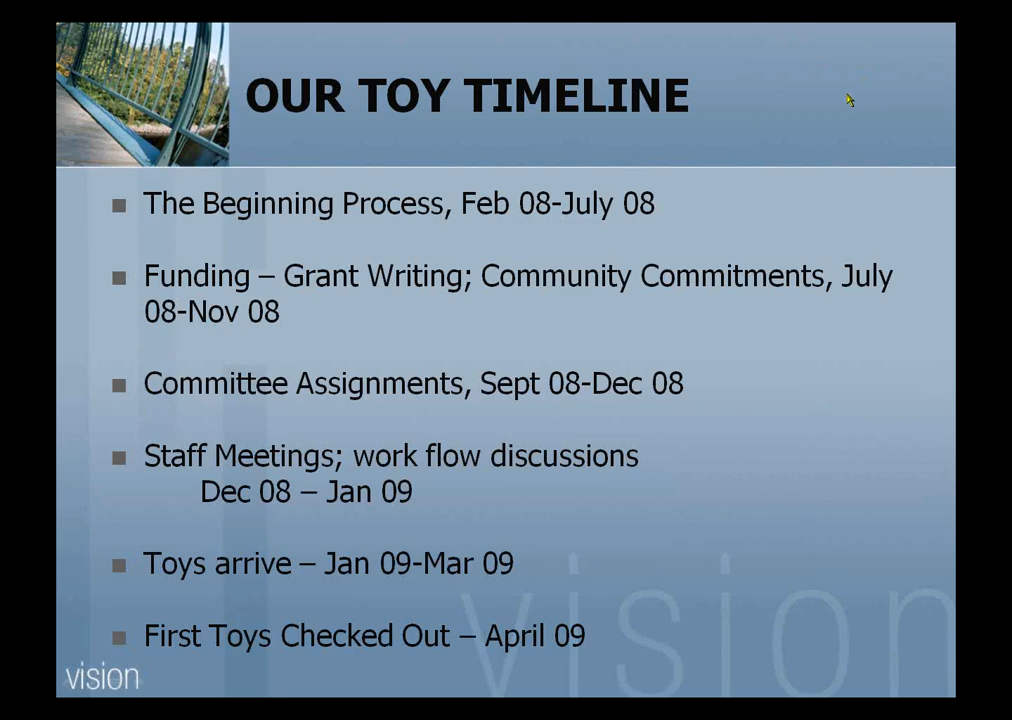 OUR TOY TIMELINE
The Beginning Process, Feb 08-July 08
Funding – Grant Writing; Community Commitments, July
08-Nov 08
Committee Assignments, Sept 08-Dec 08
Staff Meetings; work flow discussions
Dec 08 – Jan 09
Toys arrive – Jan 09-Mar 09
First Toys Checked Out – April 09
vision
vision